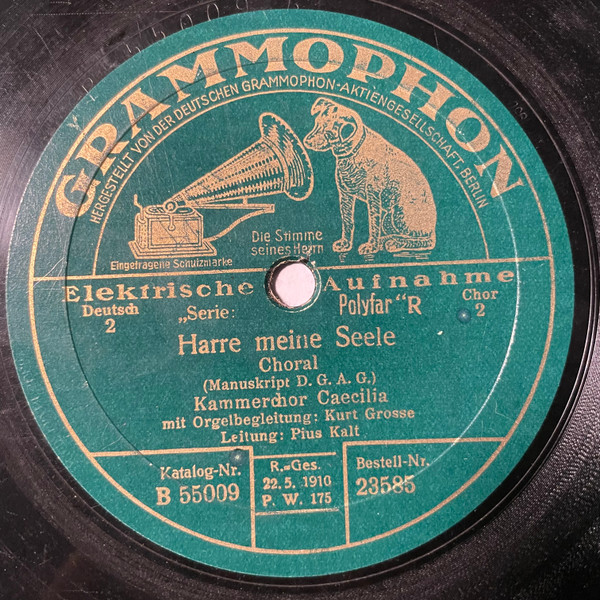 GRAMMOPHON
HERGESTELLT VON DER DEUTSCHEN GRAMMOPHON-AKTIENGESELLSCHAFT, BERLIN
Die Stimme
seines Herrn
Eingetragene Schutzmarke
Elektrische Aufnahme
Deutsch
2
„Serie: Polyfar “R
Chor
2
Harre meine Seele
Choral
(Manuskript D. G. A. G.)
Kammerchor Caecilia
mit Orgelbegleitung: Kurt Grosse
Leitung: Pius Kalt
Katalog-Nr.
B 55009
R.-Ges.
22. 5. 1910
P. W. 175
Bestell-Nr.
23585